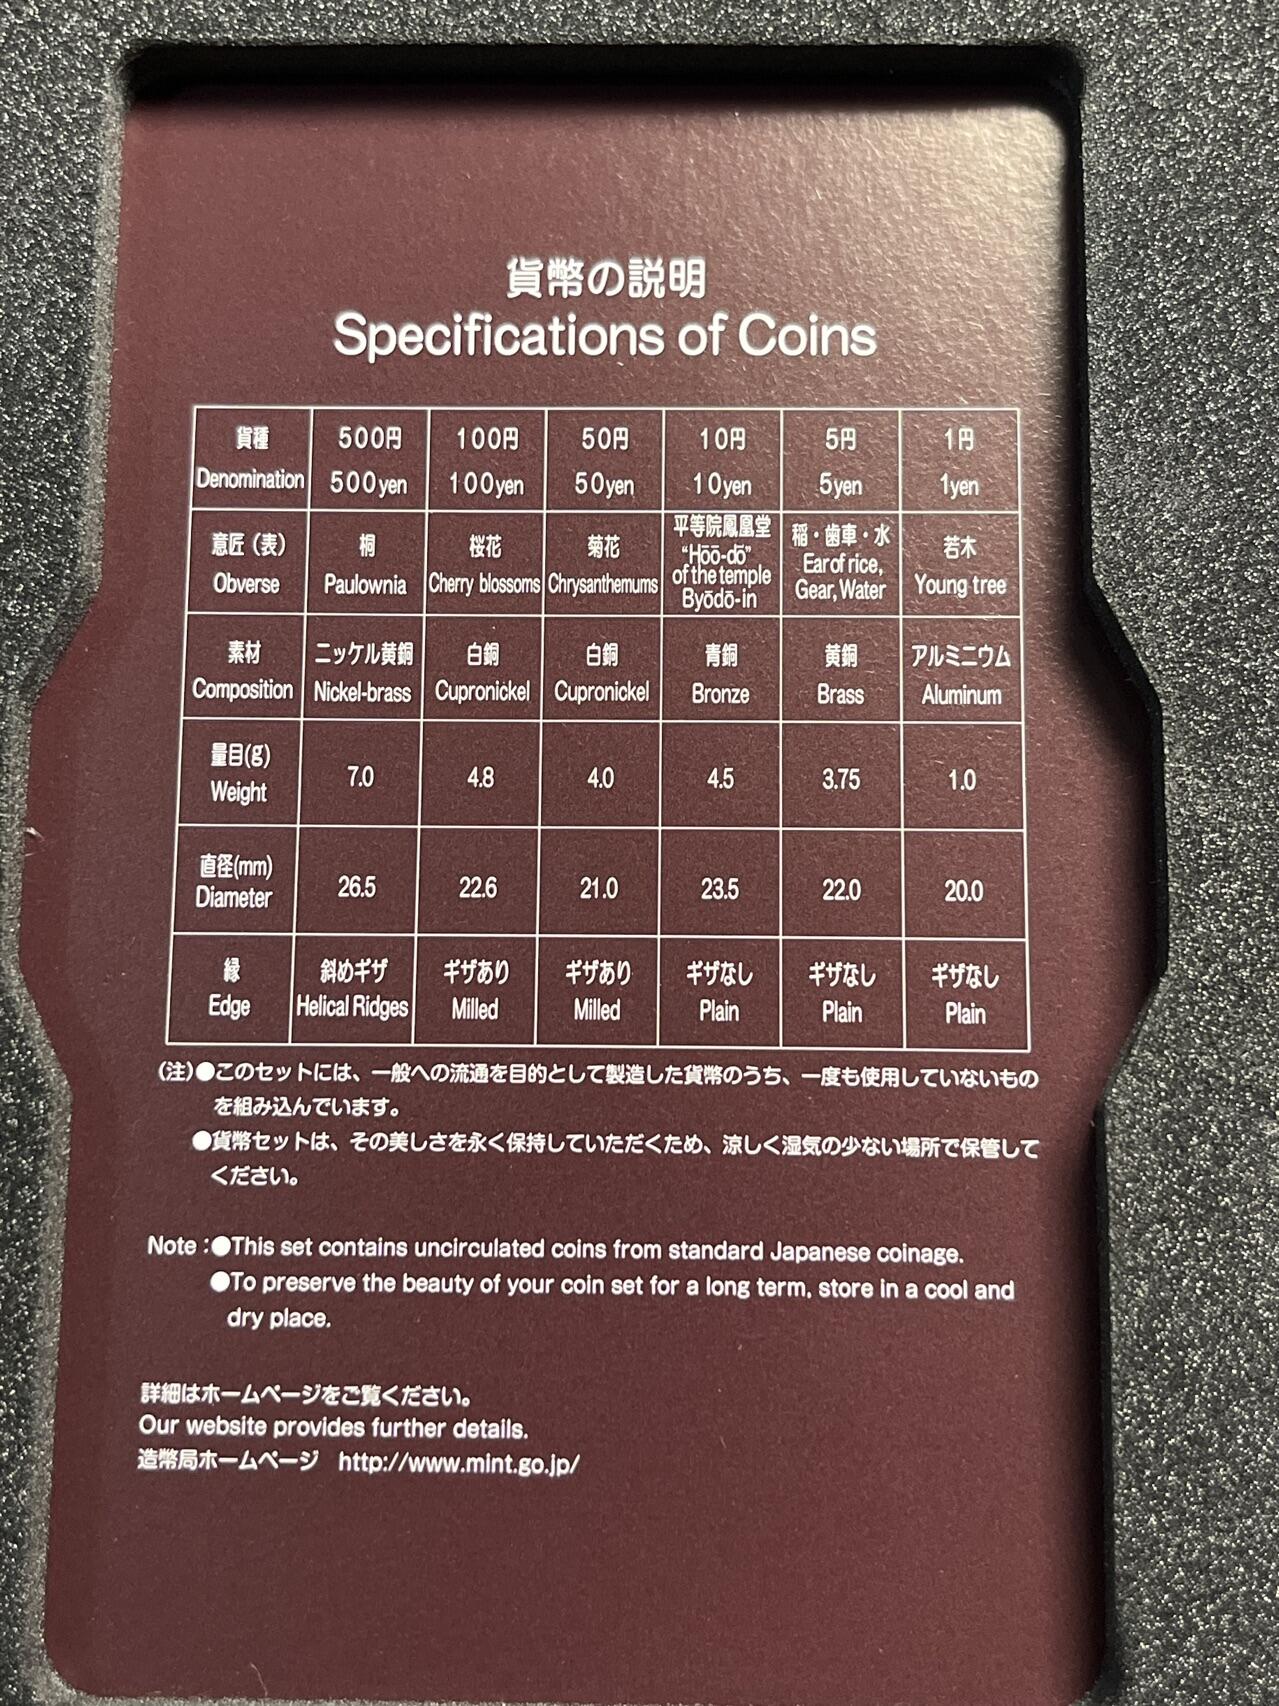 貨幣の説明
Specifications of Coins
貨種 500円 100円 50円 10円 5円 1円
Denomination 500yen 100yen 50yen 10yen 5yen 1yen
意匠（表） 桐 桜花 菊花 平等院鳳凰堂 稲・歯車・水 若木
Obverse Paulownia Cherry blossoms Chrysanthemums “Hōō-dō” of the temple Byōdō-in Ear of rice, Gear, Water Young tree
素材 ニッケル黄銅 白銅 白銅 青銅 黄銅 アルミニウム
Composition Nickel-brass Cupronickel Cupronickel Bronze Brass Aluminum
量目(g)
Weight 7.0 4.8 4.0 4.5 3.75 1.0
直径(mm)
Diameter 26.5 22.6 21.0 23.5 22.0 20.0
縁 斜めギザ ギザあり ギザあり ギザなし ギザなし ギザなし
Edge Helical Ridges Milled Milled Plain Plain Plain
(注)●このセットには、一般への流通を目的として製造した貨幣のうち、一度も使用していないもの
を組み込んでいます。
●貨幣セットは、その美しさを永く保持していただくため、涼しく湿気の少ない場所で保管して
ください。
Note :●This set contains uncirculated coins from standard Japanese coinage.
●To preserve the beauty of your coin set for a long term, store in a cool and
dry place.
詳細はホームページをご覧ください。
Our website provides further details.
造幣局ホームページ http://www.mint.go.jp/